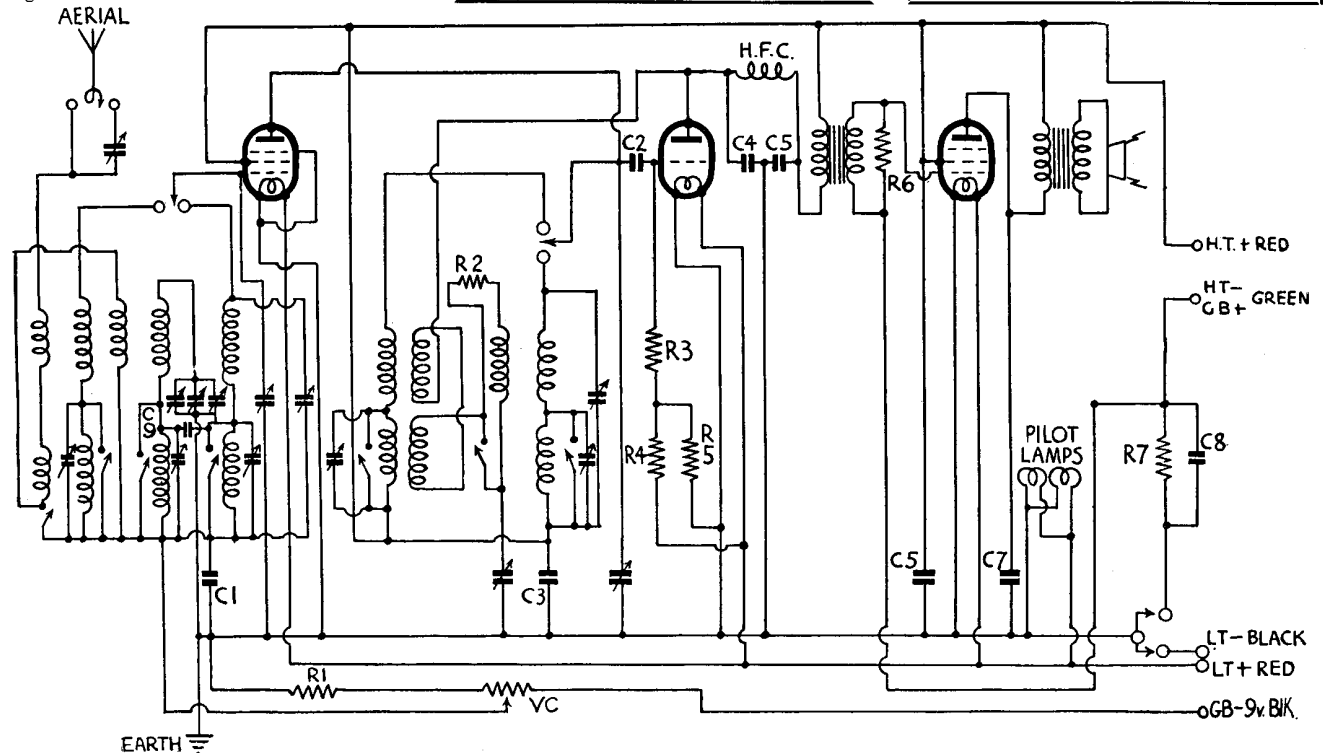 AERIAL
H.F.C.
C2
C4
C5
R6
R2
H.T.+ RED
HT-
GB+ GREEN
R3
C
9
PILOT
LAMPS
R4
R
5
R7
C8
C1
C3
C5
C7
LT-BLACK
LT+ RED
R1
VC
GB-9v. BLK.
EARTH